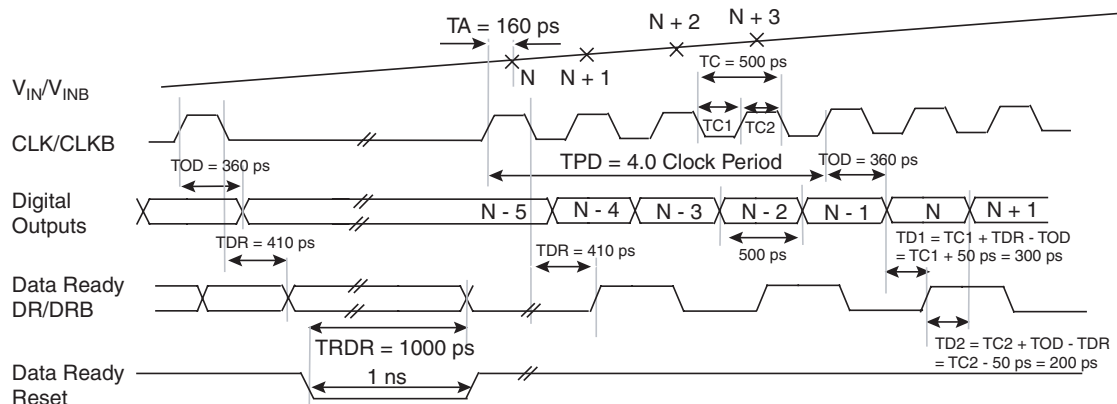 TA = 160 ps
N + 2
N + 3
N
N + 1
TC = 500 ps
V_IN/V_INB
TC1
TC2
CLK/CLKB
TOD = 360 ps
TPD = 4.0 Clock Period
TOD = 360 ps
Digital
Outputs
N - 5
N - 4
N - 3
N - 2
N - 1
N
N + 1
TDR = 410 ps
TDR = 410 ps
500 ps
TD1 = TC1 + TDR - TOD
= TC1 + 50 ps = 300 ps
Data Ready
DR/DRB
TRDR = 1000 ps
TD2 = TC2 + TOD - TDR
= TC2 - 50 ps = 200 ps
Data Ready
Reset
1 ns